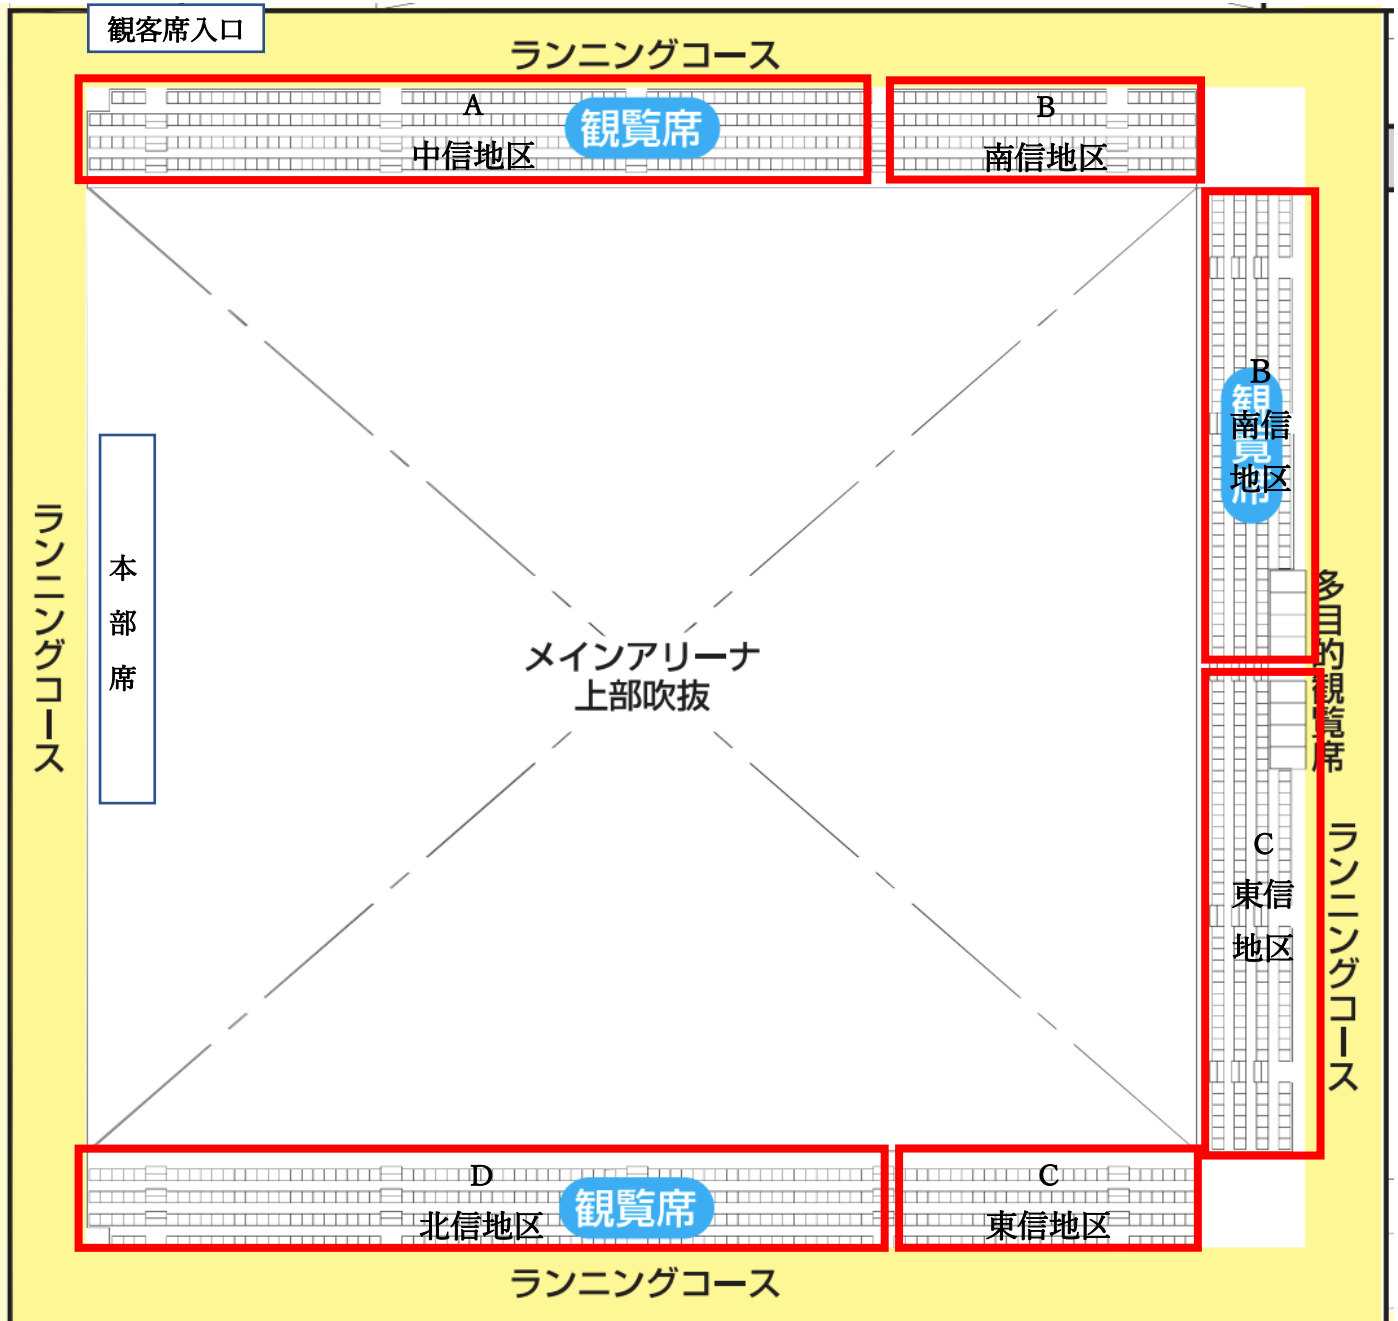 観客席入口
ランニングコース
A
中信地区
観覧席
B
南信地区
B
南信
地区
観覧席
本部席
ランニングコース
メインアリーナ
上部吹抜
多目的観覧席
C
東信
地区
ランニングコース
D
北信地区
観覧席
C
東信地区
ランニングコース